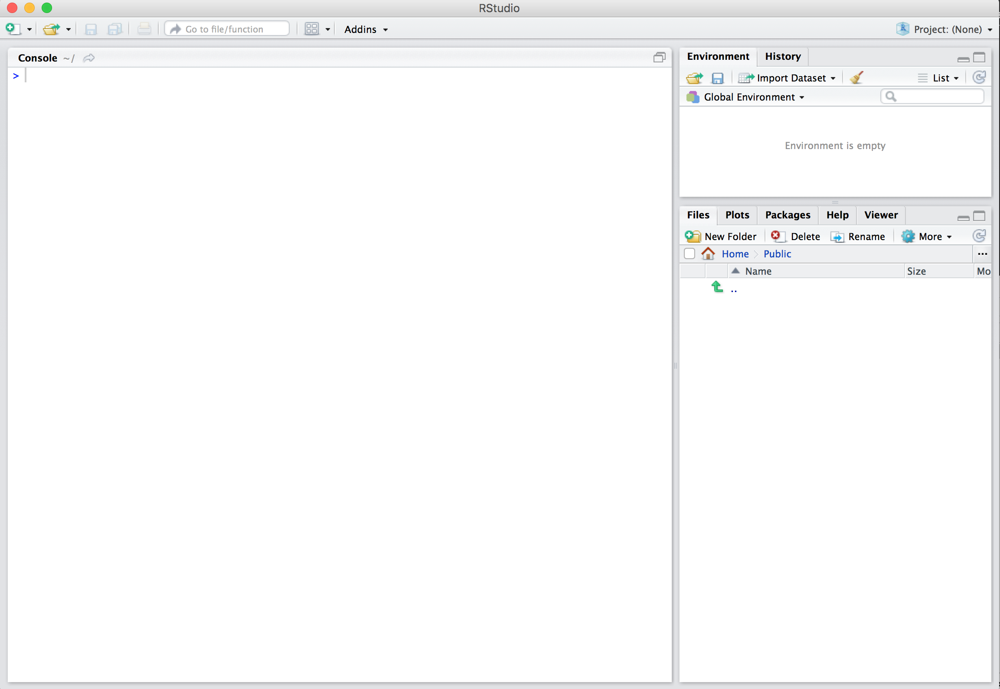 RStudio
Go to file/function
Addins
Project: (None)
Console ~/
>
Environment History
Import Dataset
List
Global Environment
Environment is empty
Files Plots Packages Help Viewer
New Folder Delete Rename More
Home Public
...
Name Size Mo
..